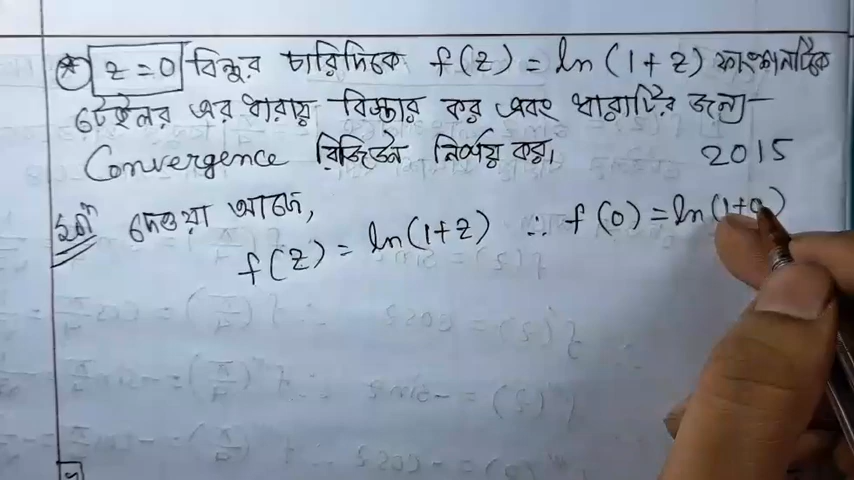 * z = 0 বিন্দুর চারিদিকে f(z) = ln (1 + z) ফাংশনটিকে
টেইলর এর ধারায় বিস্তার কর এবং ধারাটির জন্য–
Convergence রিজিওন নির্ণয় কর। 2015
দেওয়া আছে,
f(z) = ln(1+z) ∴ f(0) = ln(1+0)